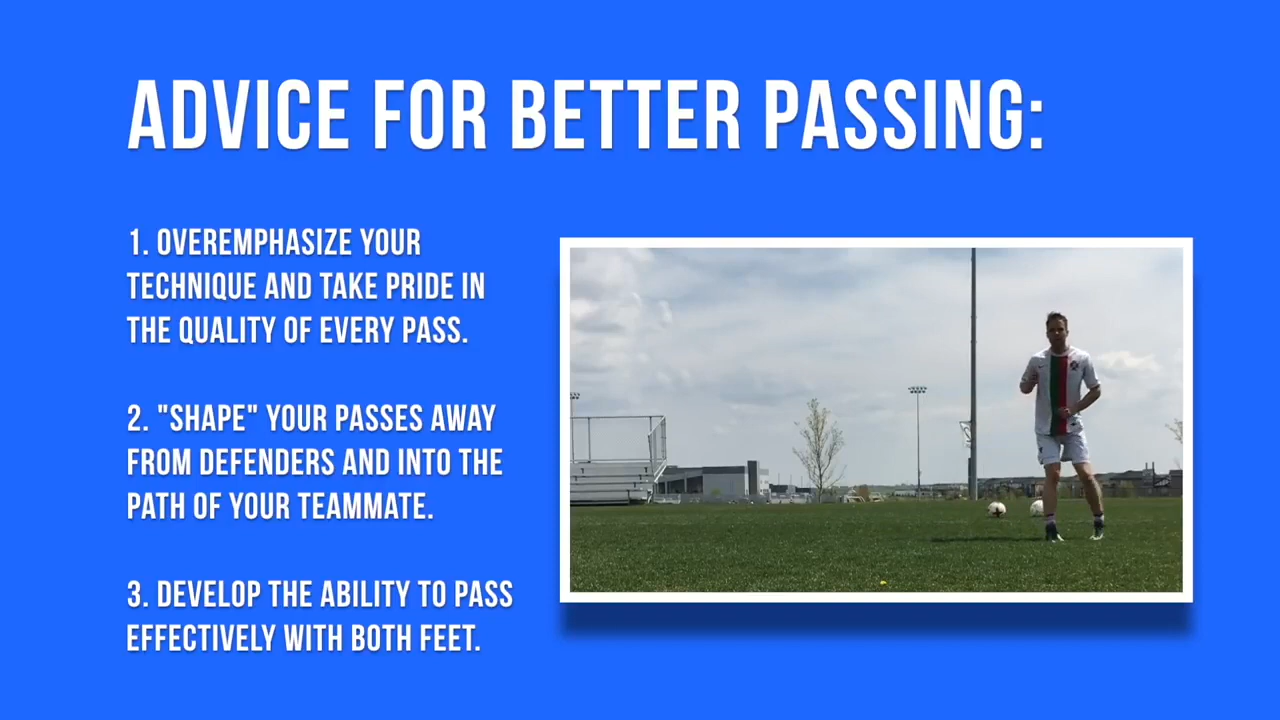 ADVICE FOR BETTER PASSING:
1. OVEREMPHASIZE YOUR
TECHNIQUE AND TAKE PRIDE IN
THE QUALITY OF EVERY PASS.
2. "SHAPE" YOUR PASSES AWAY
FROM DEFENDERS AND INTO THE
PATH OF YOUR TEAMMATE.
3. DEVELOP THE ABILITY TO PASS
EFFECTIVELY WITH BOTH FEET.